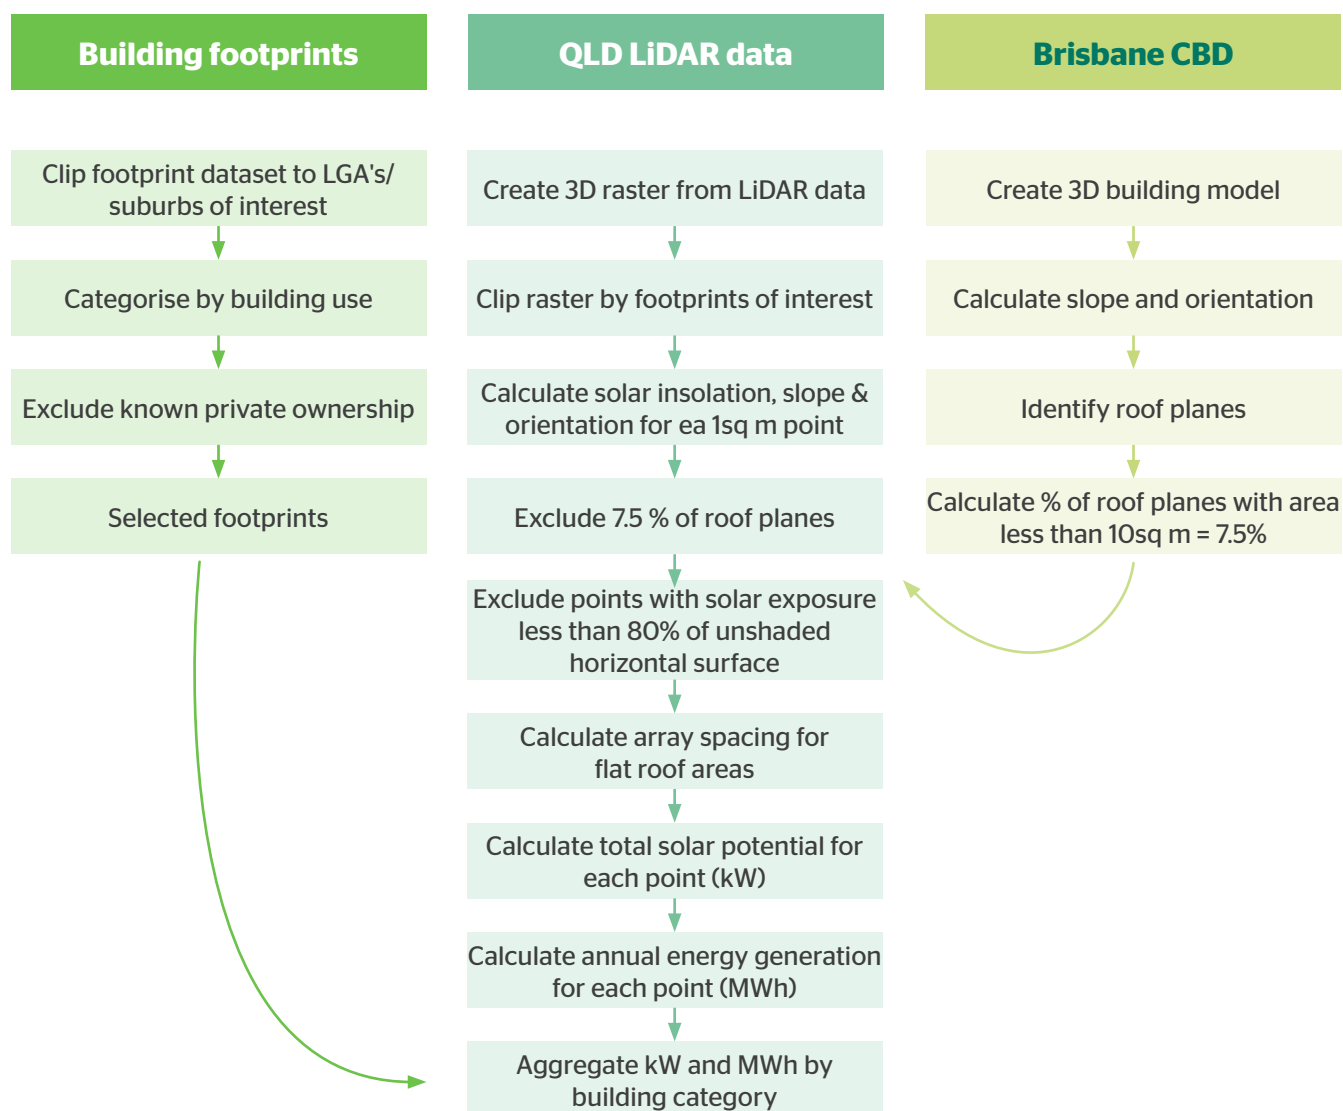 Building footprints
Clip footprint dataset to LGA's/
suburbs of interest
Categorise by building use
Exclude known private ownership
Selected footprints
QLD LiDAR data
Create 3D raster from LiDAR data
Clip raster by footprints of interest
Calculate solar insolation, slope &
orientation for ea 1sq m point
Exclude 7.5 % of roof planes
Exclude points with solar exposure
less than 80% of unshaded
horizontal surface
Calculate array spacing for
flat roof areas
Calculate total solar potential for
each point (kW)
Calculate annual energy generation
for each point (MWh)
Aggregate kW and MWh by
building category
Brisbane CBD
Create 3D building model
Calculate slope and orientation
Identify roof planes
Calculate % of roof planes with area
less than 10sq m = 7.5%